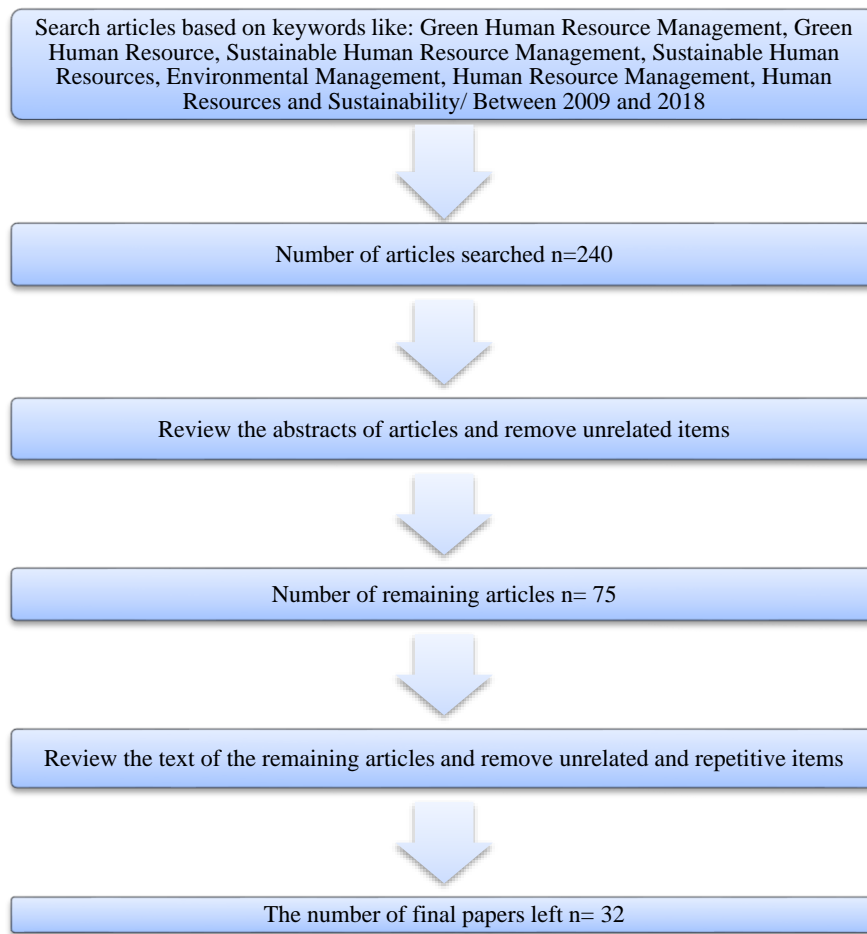 Search articles based on keywords like: Green Human Resource Management, Green
Human Resource, Sustainable Human Resource Management, Sustainable Human
Resources, Environmental Management, Human Resource Management, Human
Resources and Sustainability/ Between 2009 and 2018
Number of articles searched n=240
Review the abstracts of articles and remove unrelated items
Number of remaining articles n= 75
Review the text of the remaining articles and remove unrelated and repetitive items
The number of final papers left n= 32